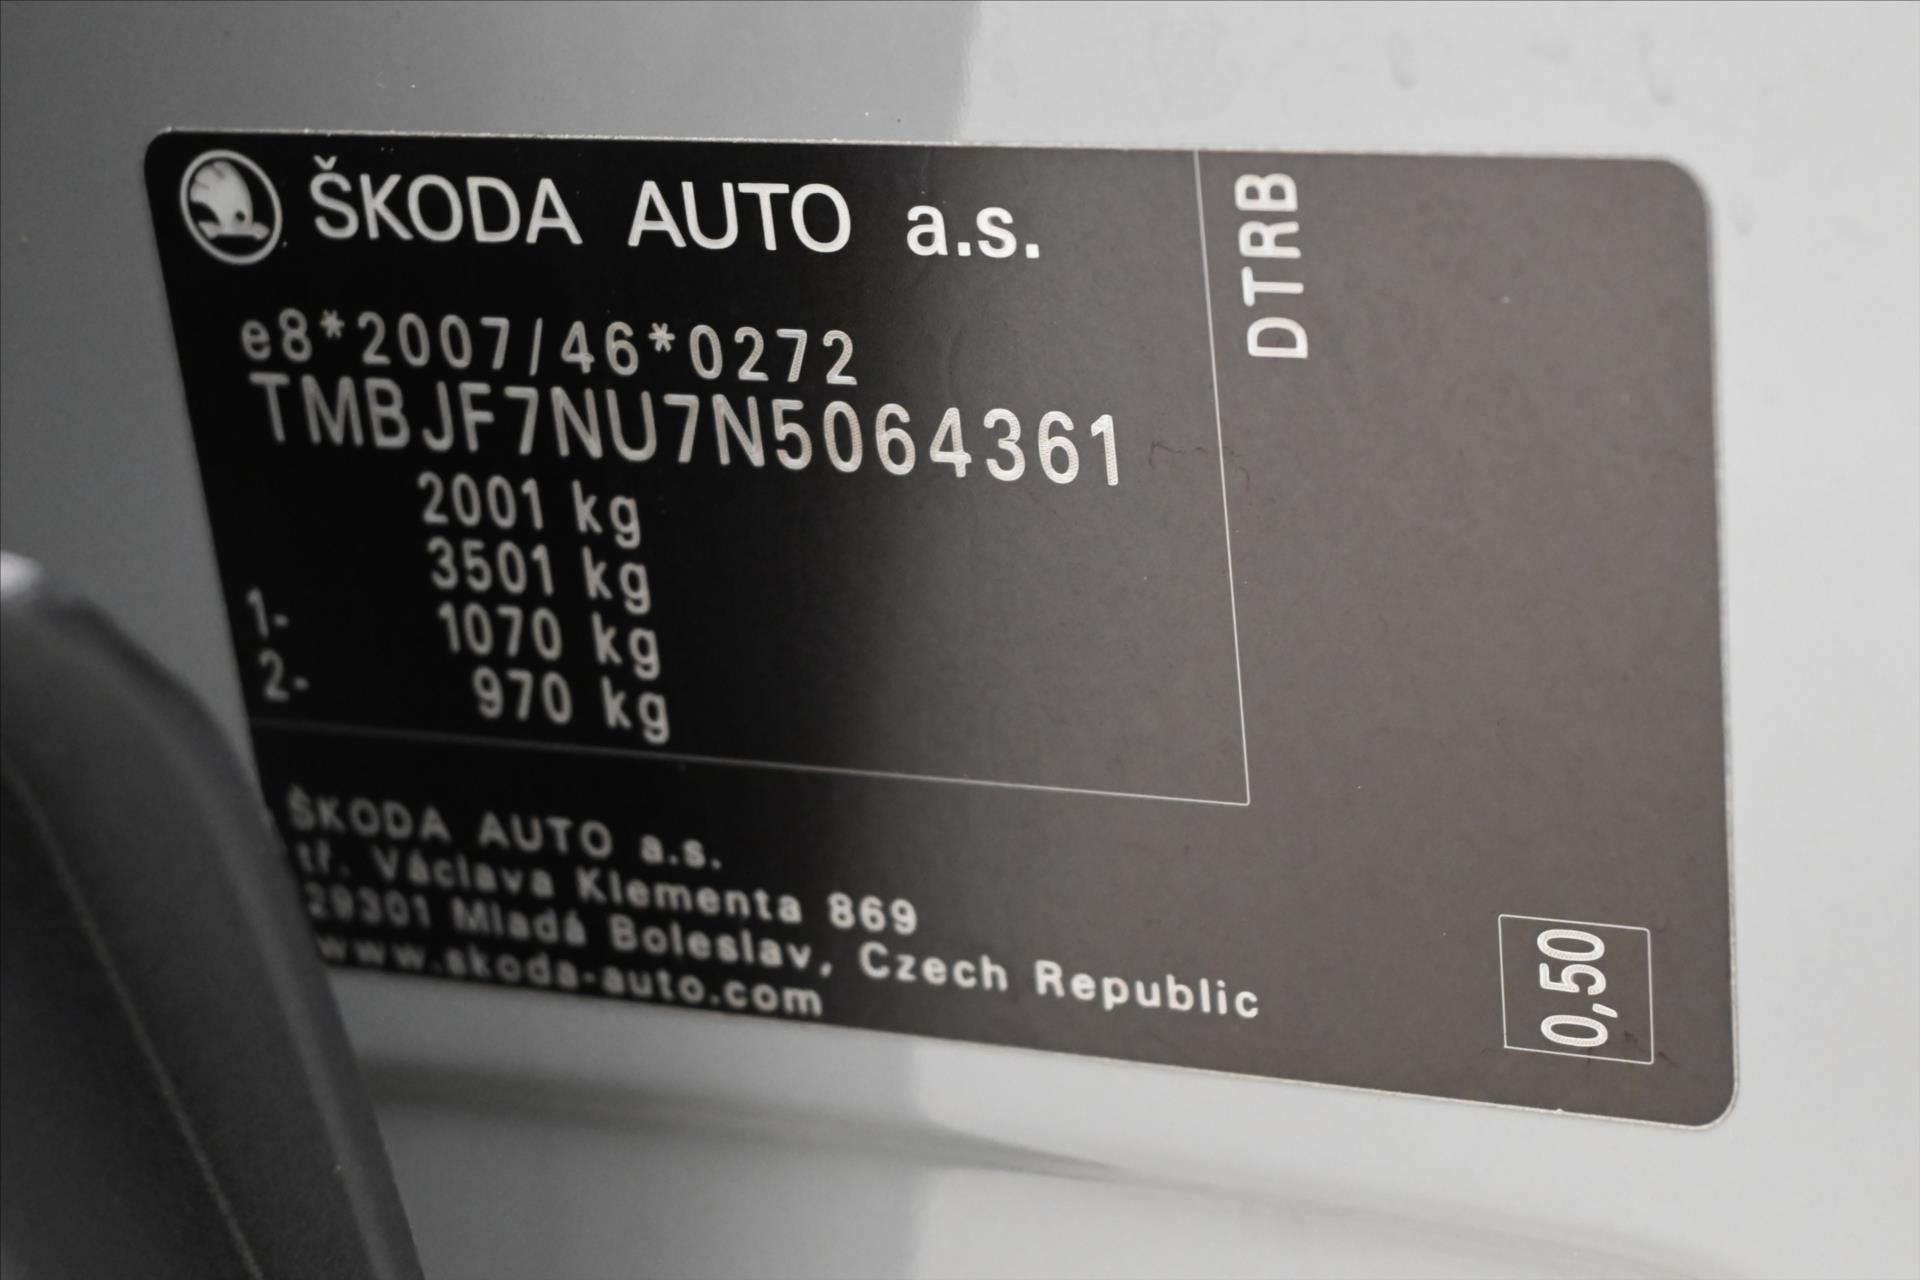 ŠKODA AUTO a.s.
e8*2007/46*0272
TMBJF7NU7N5064361
2001 kg
3501 kg
1- 1070 kg
2- 970 kg
DTRB
ŠKODA AUTO a.s.
tř. Václava Klementa 869
29301 Mladá Boleslav, Czech Republic
www.skoda-auto.com
0,50